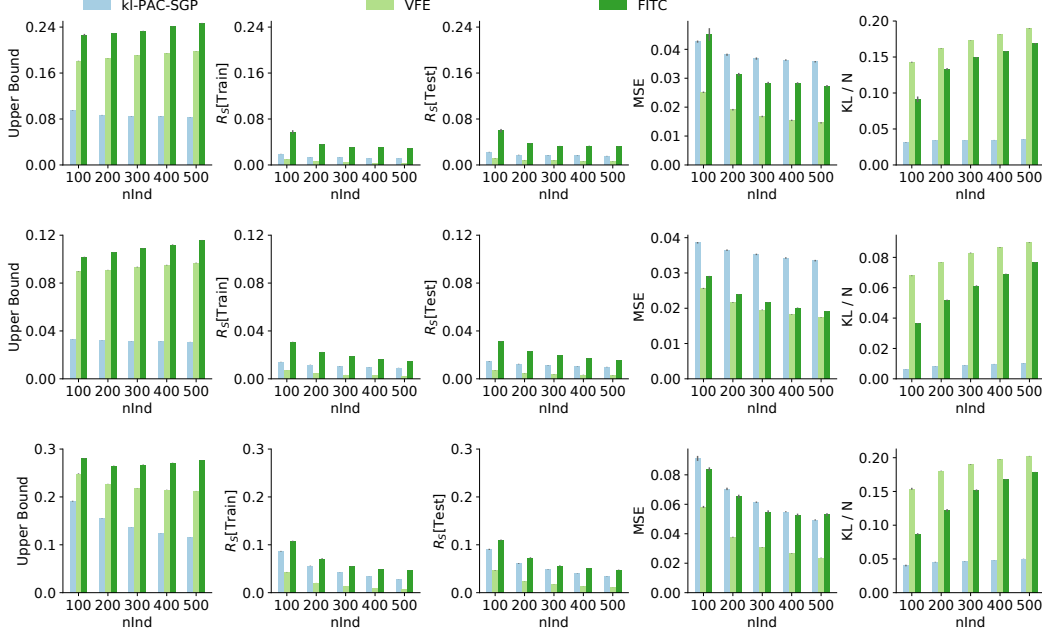 kl-PAC-SGP VFE FITC
0.24 0.24 0.24 0.04 0.20
0.16 0.16 0.16 0.03 0.15
0.08 0.08 0.08 0.02 0.10
0.01 0.05
0.00 0.00 0.00 0.00 0.00
Upper Bound R_S[Train] R_S[Test] MSE KL / N
100 200 300 400 500 100 200 300 400 500 100 200 300 400 500 100 200 300 400 500 100 200 300 400 500
nInd nInd nInd nInd nInd
0.12 0.12 0.12 0.04
0.08 0.08 0.08 0.03 0.08
0.06
0.04 0.04 0.04 0.02 0.04
0.01 0.02
0.00 0.00 0.00 0.00 0.00
Upper Bound R_S[Train] R_S[Test] MSE KL / N
100 200 300 400 500 100 200 300 400 500 100 200 300 400 500 100 200 300 400 500 100 200 300 400 500
nInd nInd nInd nInd nInd
0.3 0.3 0.3 0.08 0.20
0.2 0.2 0.2 0.06 0.15
0.04 0.10
0.1 0.1 0.1 0.02 0.05
0.0 0.0 0.0 0.00 0.00
Upper Bound R_S[Train] R_S[Test] MSE KL / N
100 200 300 400 500 100 200 300 400 500 100 200 300 400 500 100 200 300 400 500 100 200 300 400 500
nInd nInd nInd nInd nInd